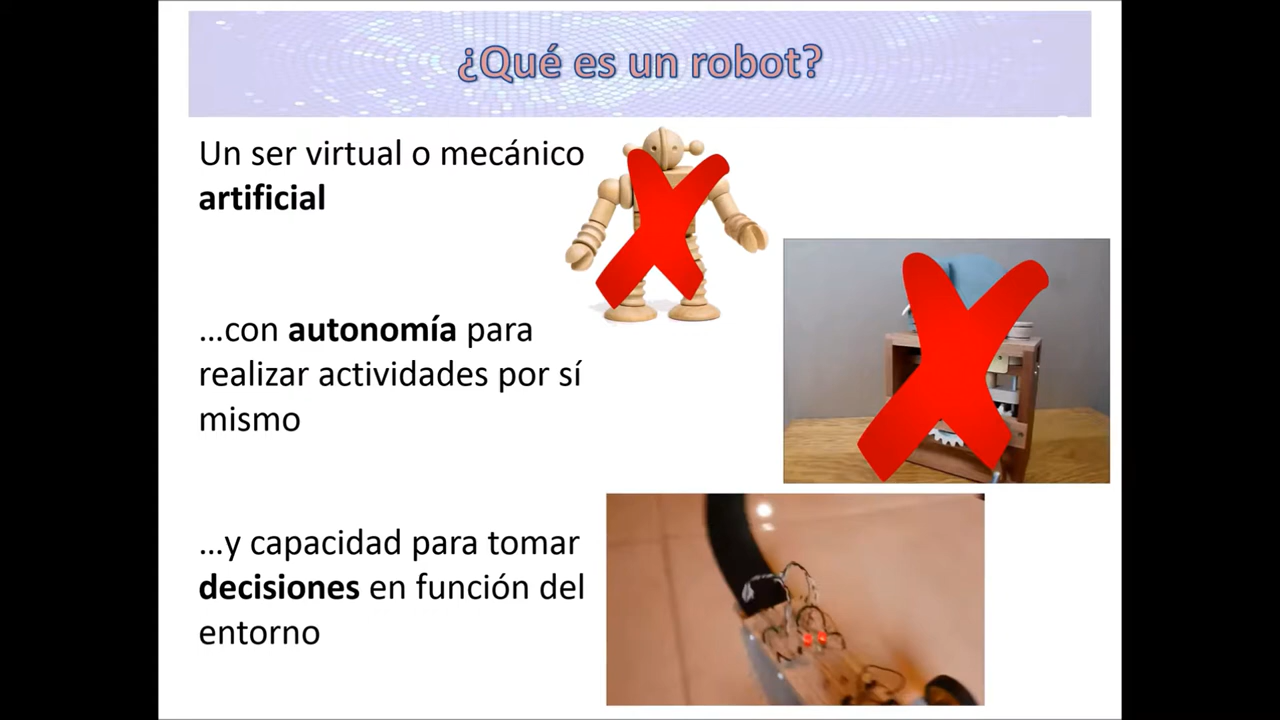 ¿Qué es un robot?
Un ser virtual o mecánico
artificial
...con autonomía para
realizar actividades por sí
mismo
...y capacidad para tomar
decisiones en función del
entorno